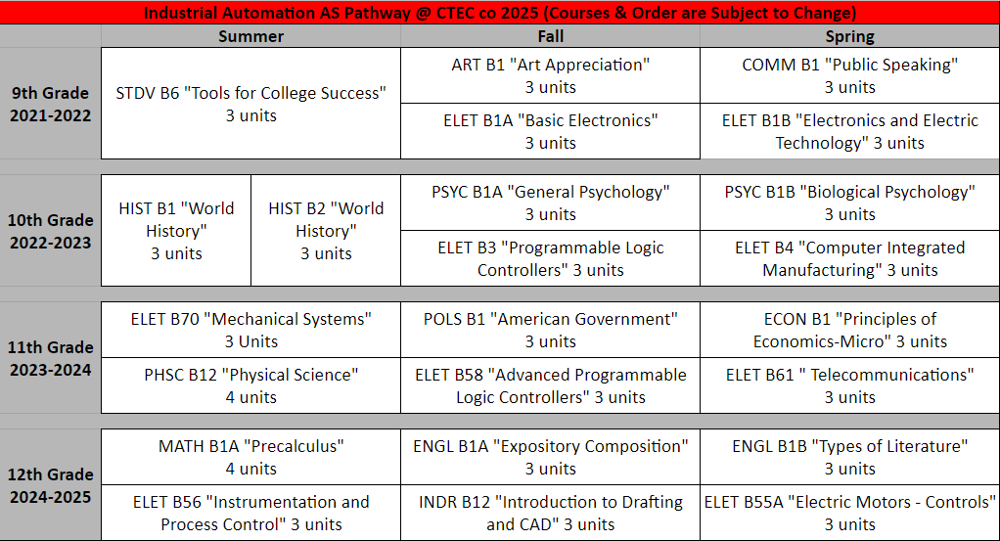 Industrial Automation AS Pathway @ CTEC co 2025 (Courses & Order are Subject to Change)
Summer
Fall
Spring
9th Grade
2021-2022
STDV B6 "Tools for College Success"
3 units
ART B1 "Art Appreciation"
3 units
COMM B1 "Public Speaking"
3 units
ELET B1A "Basic Electronics"
3 units
ELET B1B "Electronics and Electric
Technology" 3 units
10th Grade
2022-2023
HIST B1 "World
History"
3 units
HIST B2 "World
History"
3 units
PSYC B1A "General Psychology"
3 units
PSYC B1B "Biological Psychology"
3 units
ELET B3 "Programmable Logic
Controllers" 3 units
ELET B4 "Computer Integrated
Manufacturing" 3 units
11th Grade
2023-2024
ELET B70 "Mechanical Systems"
3 Units
POLS B1 "American Government"
3 units
ECON B1 "Principles of
Economics-Micro" 3 units
PHSC B12 "Physical Science"
4 units
ELET B58 "Advanced Programmable
Logic Controllers" 3 units
ELET B61 " Telecommunications"
3 units
12th Grade
2024-2025
MATH B1A "Precalculus"
4 units
ENGL B1A "Expository Composition"
3 units
ENGL B1B "Types of Literature"
3 units
ELET B56 "Instrumentation and
Process Control" 3 units
INDR B12 "Introduction to Drafting
and CAD" 3 units
ELET B55A "Electric Motors - Controls"
3 units